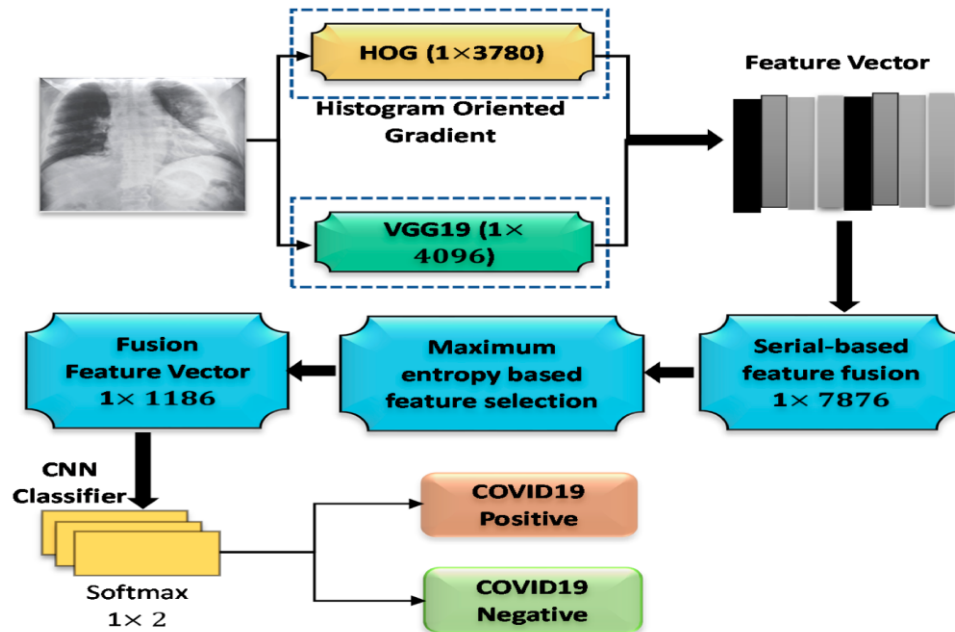 HOG (1×3780)
Histogram Oriented
Gradient
VGG19 (1×
4096)
Feature Vector
Serial-based
feature fusion
1× 7876
Maximum
entropy based
feature selection
Fusion
Feature Vector
1× 1186
CNN
Classifier
Softmax
1× 2
COVID19
Positive
COVID19
Negative